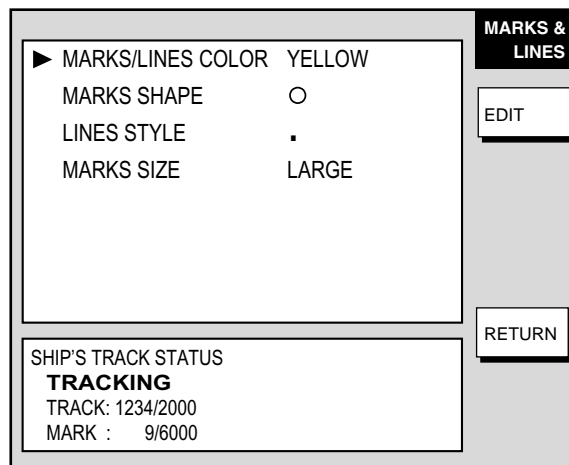 MARKS &
LINES
▶ MARKS/LINES COLOR YELLOW
MARKS SHAPE ○
LINES STYLE .
MARKS SIZE LARGE
EDIT
RETURN
SHIP'S TRACK STATUS
TRACKING
TRACK: 1234/2000
MARK : 9/6000